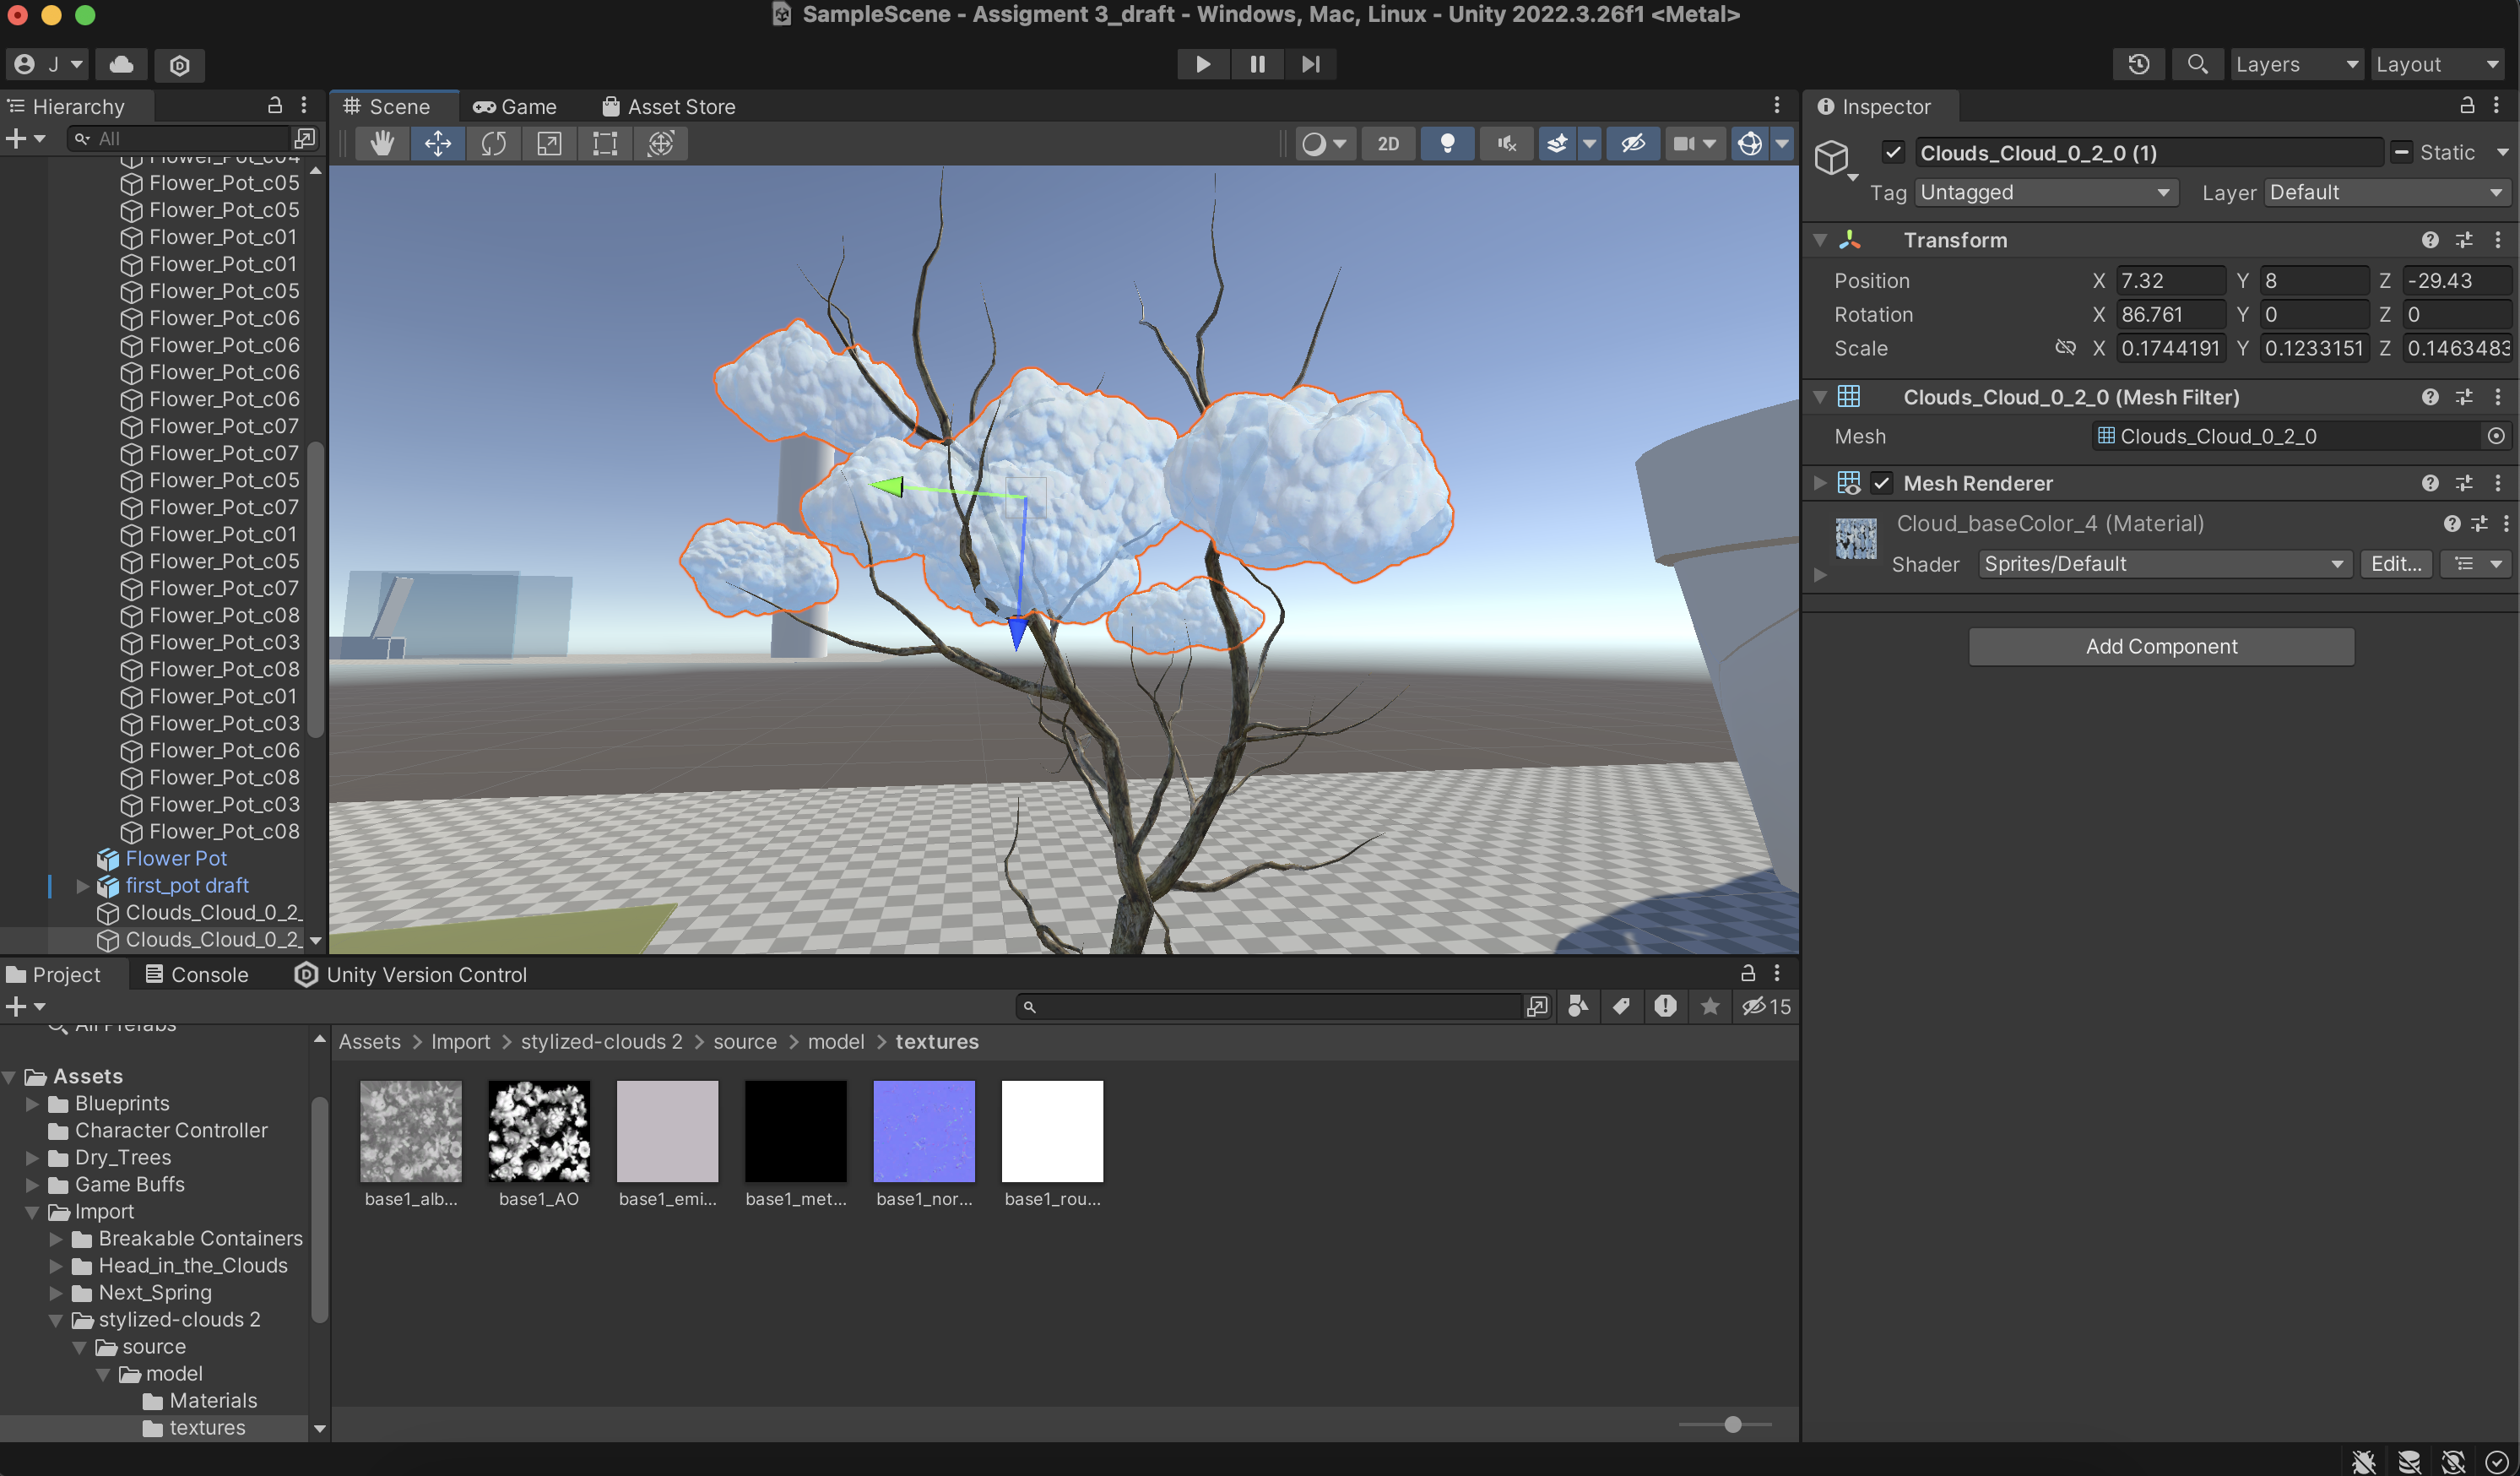 SampleScene - Assigment 3_draft - Windows, Mac, Linux - Unity 2022.3.26f1 <Metal>
J
Layers
Layout
Hierarchy
All
Flower_Pot_c04
Flower_Pot_c05
Flower_Pot_c05
Flower_Pot_c01
Flower_Pot_c01
Flower_Pot_c05
Flower_Pot_c06
Flower_Pot_c06
Flower_Pot_c06
Flower_Pot_c06
Flower_Pot_c07
Flower_Pot_c07
Flower_Pot_c05
Flower_Pot_c07
Flower_Pot_c01
Flower_Pot_c05
Flower_Pot_c07
Flower_Pot_c08
Flower_Pot_c03
Flower_Pot_c08
Flower_Pot_c01
Flower_Pot_c03
Flower_Pot_c06
Flower_Pot_c08
Flower_Pot_c03
Flower_Pot_c08
Flower Pot
first_pot draft
Clouds_Cloud_0_2_
Clouds_Cloud_0_2_
Scene
Game
Asset Store
2D
Inspector
Clouds_Cloud_0_2_0 (1)
Static
Tag Untagged
Layer Default
Transform
Position X 7.32 Y 8 Z -29.43
Rotation X 86.761 Y 0 Z 0
Scale X 0.1744191 Y 0.1233151 Z 0.1463483
Clouds_Cloud_0_2_0 (Mesh Filter)
Mesh Clouds_Cloud_0_2_0
Mesh Renderer
Cloud_baseColor_4 (Material)
Shader Sprites/Default Edit...
Add Component
Project
Console
Unity Version Control
15
All Prefabs
Assets
Blueprints
Character Controller
Dry_Trees
Game Buffs
Import
Breakable Containers
Head_in_the_Clouds
Next_Spring
stylized-clouds 2
source
model
Materials
textures
Assets > Import > stylized-clouds 2 > source > model > textures
base1_alb...
base1_AO
base1_emi...
base1_met...
base1_nor...
base1_rou...